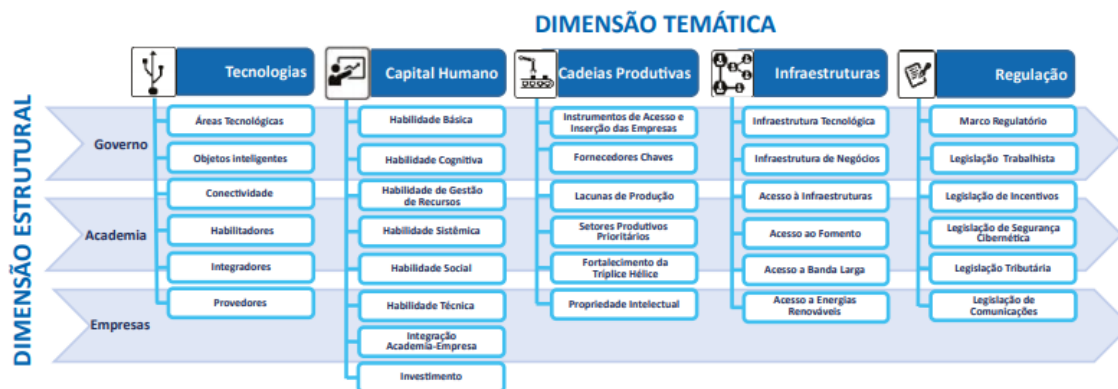 DIMENSÃO TEMÁTICA
DIMENSÃO ESTRUTURAL
Governo
Academia
Empresas
Tecnologias
Áreas Tecnológicas
Objetos inteligentes
Conectividade
Habilitadores
Integradores
Provedores
Capital Humano
Habilidade Básica
Habilidade Cognitiva
Habilidade de Gestão
de Recursos
Habilidade Sistêmica
Habilidade Social
Habilidade Técnica
Integração
Academia-Empresa
Investimento
Cadeias Produtivas
Instrumentos de Acesso e
Inserção das Empresas
Fornecedores Chaves
Lacunas de Produção
Setores Produtivos
Prioritários
Fortalecimento da
Tríplice Hélice
Propriedade Intelectual
Infraestruturas
Infraestrutura Tecnológica
Infraestrutura de Negócios
Acesso à Infraestruturas
Acesso ao Fomento
Acesso a Banda Larga
Acesso a Energias
Renováveis
Regulação
Marco Regulatório
Legislação Trabalhista
Legislação de Incentivos
Legislação de Segurança
Cibernética
Legislação Tributária
Legislação de
Comunicações